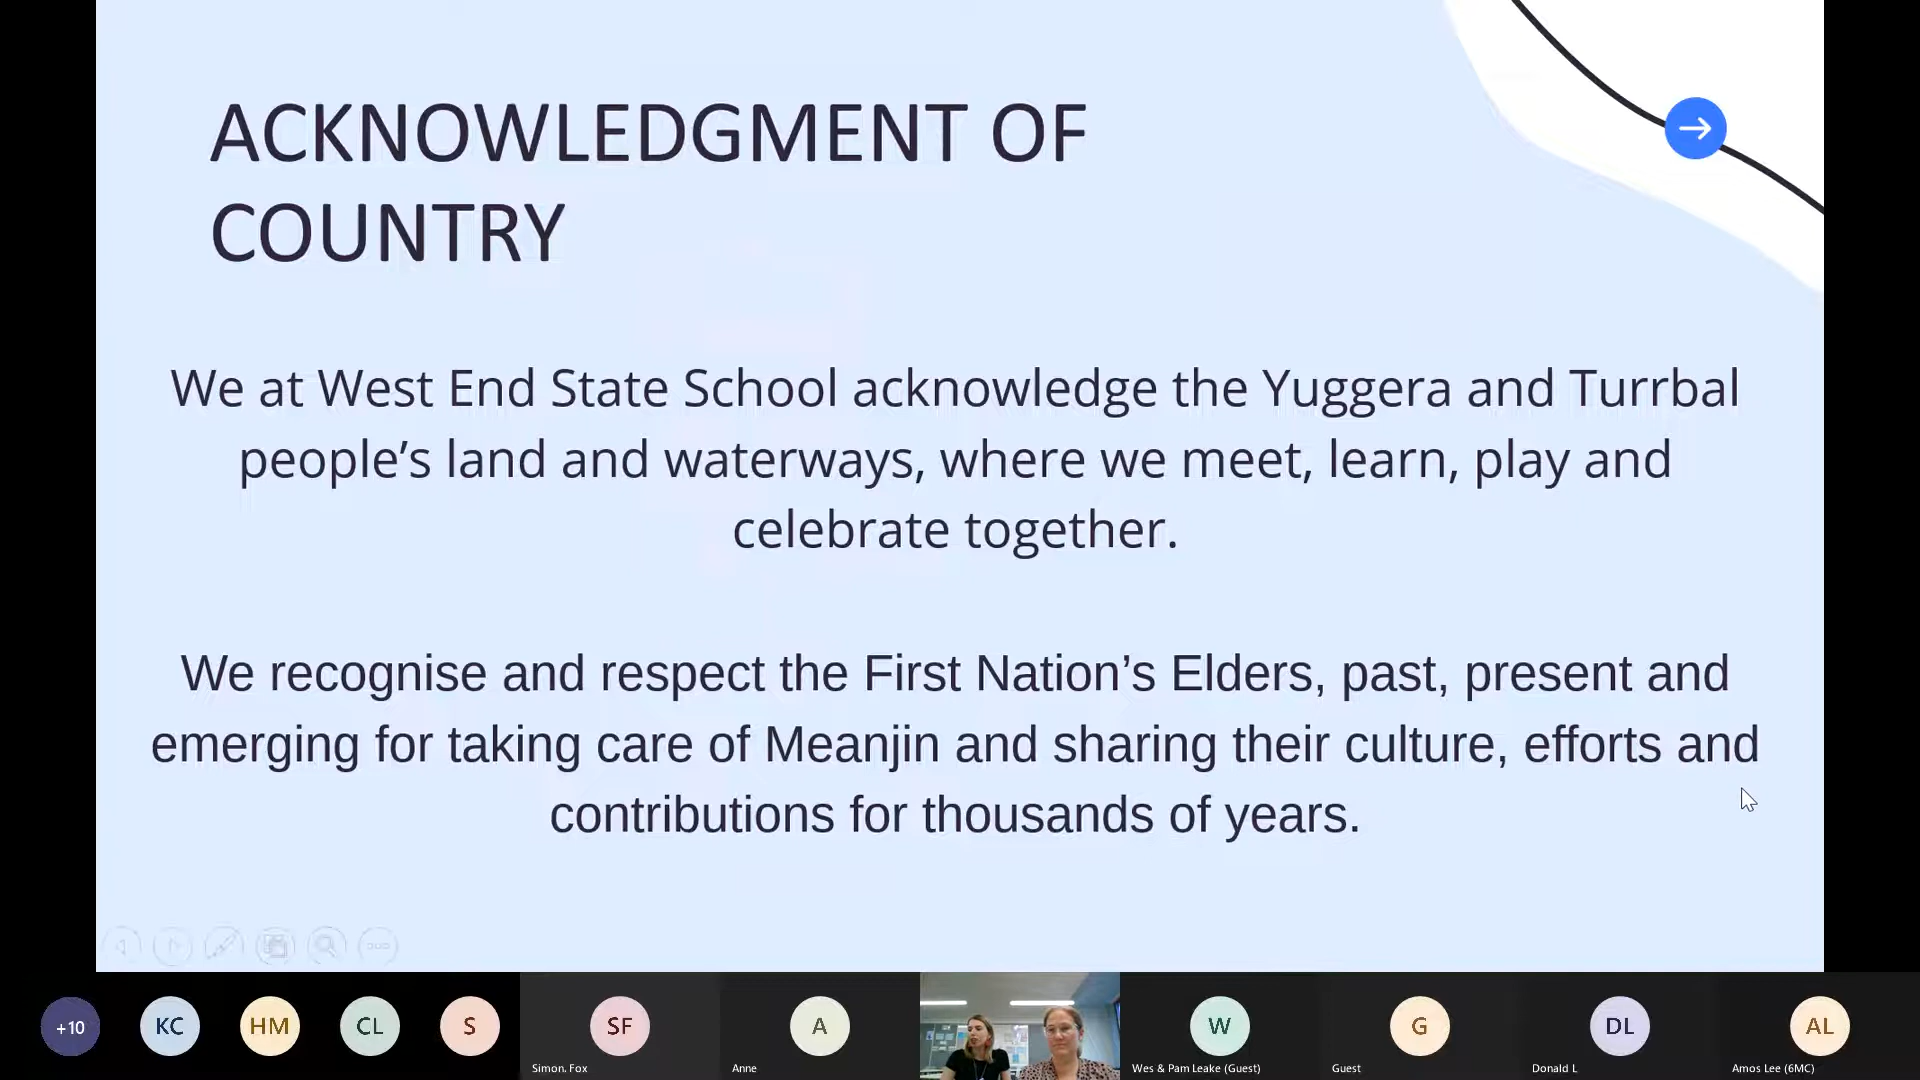 ACKNOWLEDGMENT OF
COUNTRY
We at West End State School acknowledge the Yuggera and Turrbal
people’s land and waterways, where we meet, learn, play and
celebrate together.
We recognise and respect the First Nation’s Elders, past, present and
emerging for taking care of Meanjin and sharing their culture, efforts and
contributions for thousands of years.
+10
KC
HM
CL
S
SF
A
W
G
DL
AL
Simon. Fox
Anne
Wes & Pam Leake (Guest)
Guest
Donald L
Amos Lee (6MC)